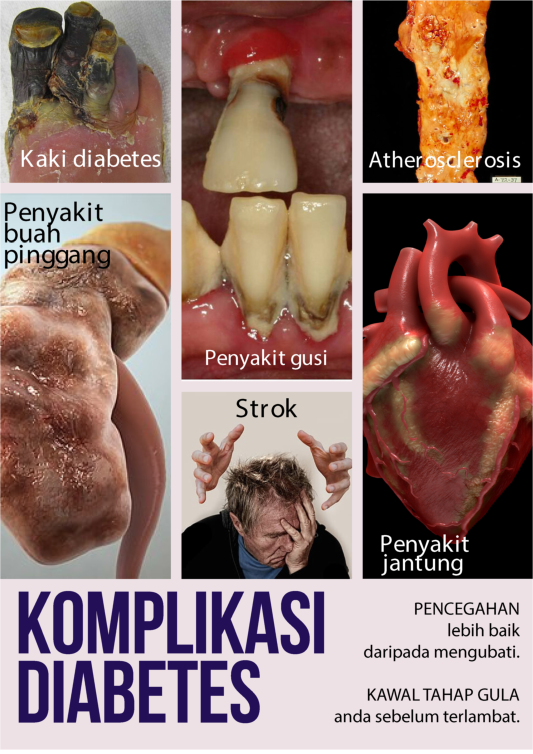 Kaki diabetes
Atherosclerosis
Penyakit
buah
pinggang
Penyakit gusi
Strok
Penyakit
jantung
KOMPLIKASI
DIABETES
PENCEGAHAN
lebih baik
daripada mengubati.
KAWAL TAHAP GULA
anda sebelum terlambat.